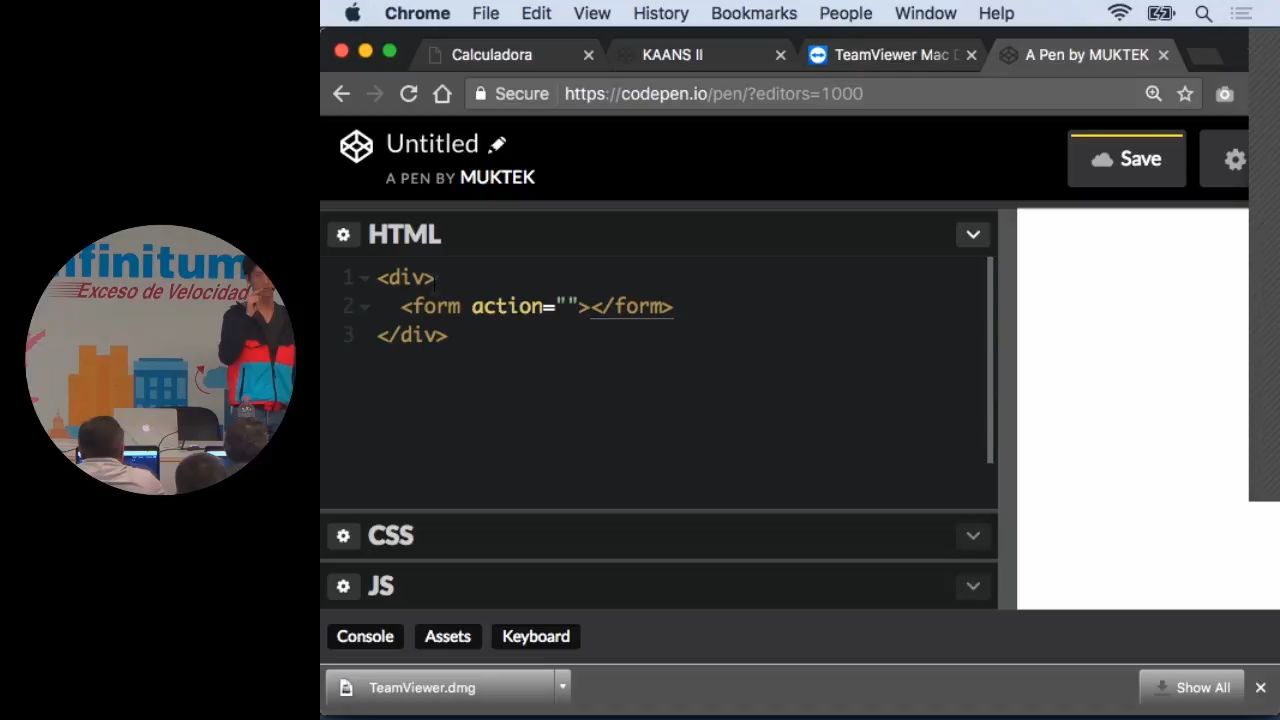 Chrome File Edit View History Bookmarks People Window Help
Calculadora KAANS II TeamViewer Mac A Pen by MUKTEK
Secure https://codepen.io/pen/?editors=1000
Untitled
A PEN BY MUKTEK
Save
HTML
1 <div>
2 <form action=""></form>
3 </div>
CSS
JS
Console Assets Keyboard
TeamViewer.dmg Show All
nfinitum
Exceso de Velocidad